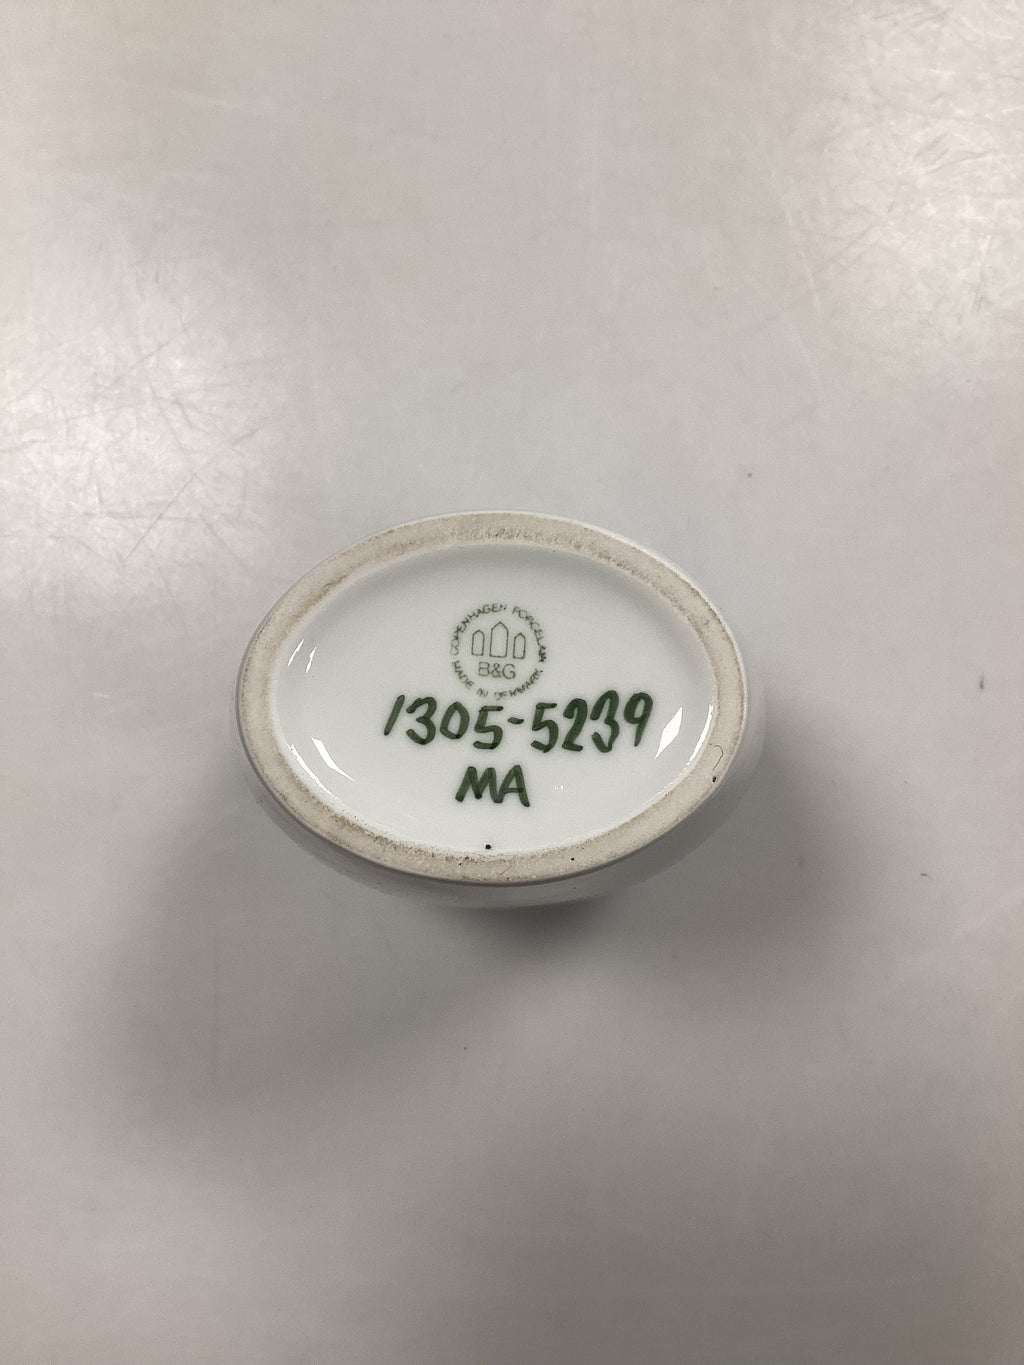 COPENHAGEN PORCELAIN
B&G
MADE IN DENMARK
1305-5239
MA